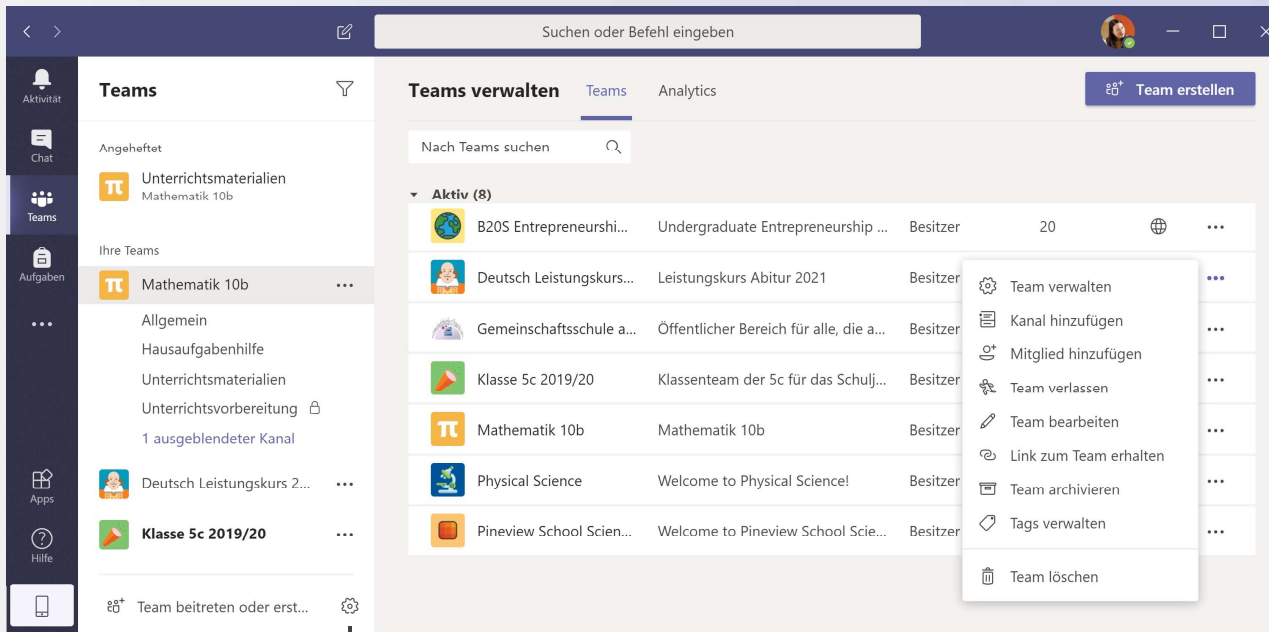 Suchen oder Befehl eingeben
Aktivität
Chat
Teams
Aufgaben
Apps
Hilfe
Teams
Angeheftet
Unterrichtsmaterialien
Mathematik 10b
Ihre Teams
Mathematik 10b
Allgemein
Hausaufgabenhilfe
Unterrichtsmaterialien
Unterrichtsvorbereitung
1 ausgeblendeter Kanal
Deutsch Leistungskurs 2...
Klasse 5c 2019/20
Team beitreten oder erst...
Teams verwalten Teams Analytics
Team erstellen
Nach Teams suchen
Aktiv (8)
B20S Entrepreneurshi... Undergraduate Entrepreneurship ... Besitzer 20
Deutsch Leistungskurs... Leistungskurs Abitur 2021 Besitzer
Gemeinschaftsschule a... Öffentlicher Bereich für alle, die a... Besitzer
Klasse 5c 2019/20 Klassenteam der 5c für das Schulj... Besitzer
Mathematik 10b Mathematik 10b Besitzer
Physical Science Welcome to Physical Science! Besitzer
Pineview School Scien... Welcome to Pineview School Scie... Besitzer
Team verwalten
Kanal hinzufügen
Mitglied hinzufügen
Team verlassen
Team bearbeiten
Link zum Team erhalten
Team archivieren
Tags verwalten
Team löschen